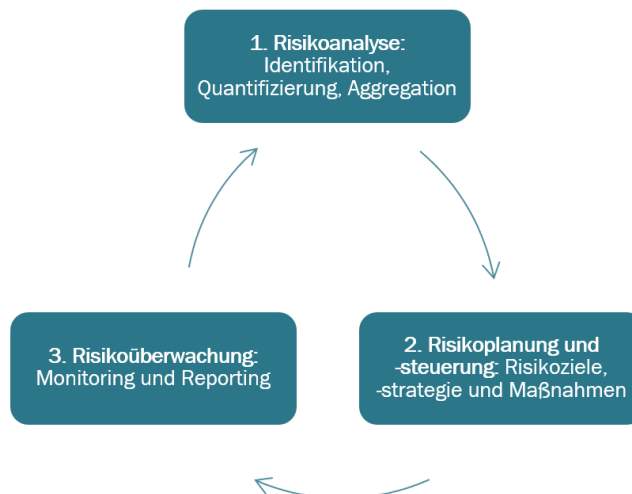 1. Risikoanalyse:
Identifikation,
Quantifizierung, Aggregation
2. Risikoplanung und
-steuerung: Risikoziele,
-strategie und Maßnahmen
3. Risikoüberwachung:
Monitoring und Reporting